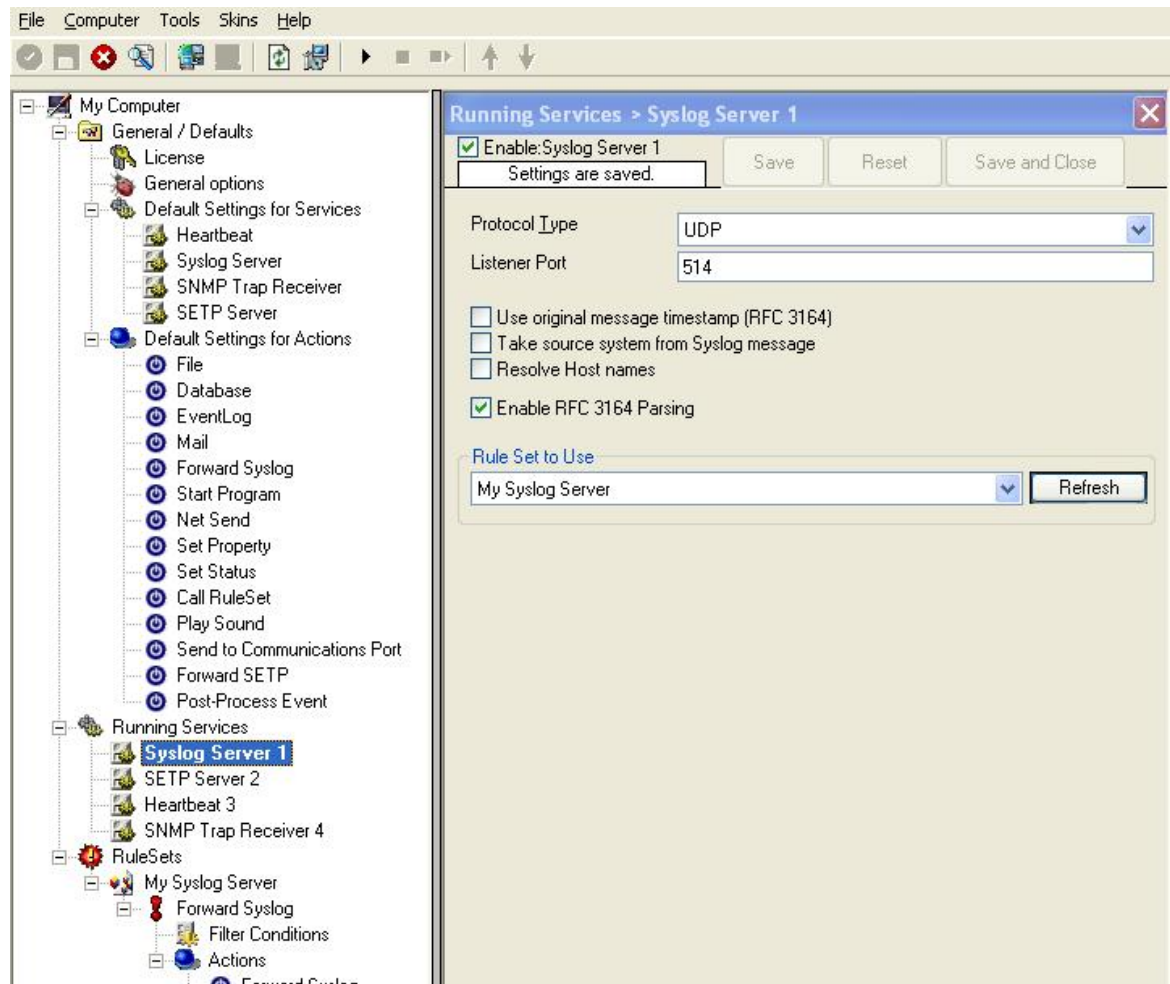 File Computer Tools Skins Help
My Computer
General / Defaults
License
General options
Default Settings for Services
Heartbeat
Syslog Server
SNMP Trap Receiver
SETP Server
Default Settings for Actions
File
Database
EventLog
Mail
Forward Syslog
Start Program
Net Send
Set Property
Set Status
Call RuleSet
Play Sound
Send to Communications Port
Forward SETP
Post-Process Event
Running Services
Syslog Server 1
SETP Server 2
Heartbeat 3
SNMP Trap Receiver 4
RuleSets
My Syslog Server
Forward Syslog
Filter Conditions
Actions
Forward Syslog
Running Services > Syslog Server 1
Enable:Syslog Server 1
Settings are saved.
Save Reset Save and Close
Protocol Type UDP
Listener Port 514
Use original message timestamp (RFC 3164)
Take source system from Syslog message
Resolve Host names
Enable RFC 3164 Parsing
Rule Set to Use
My Syslog Server Refresh